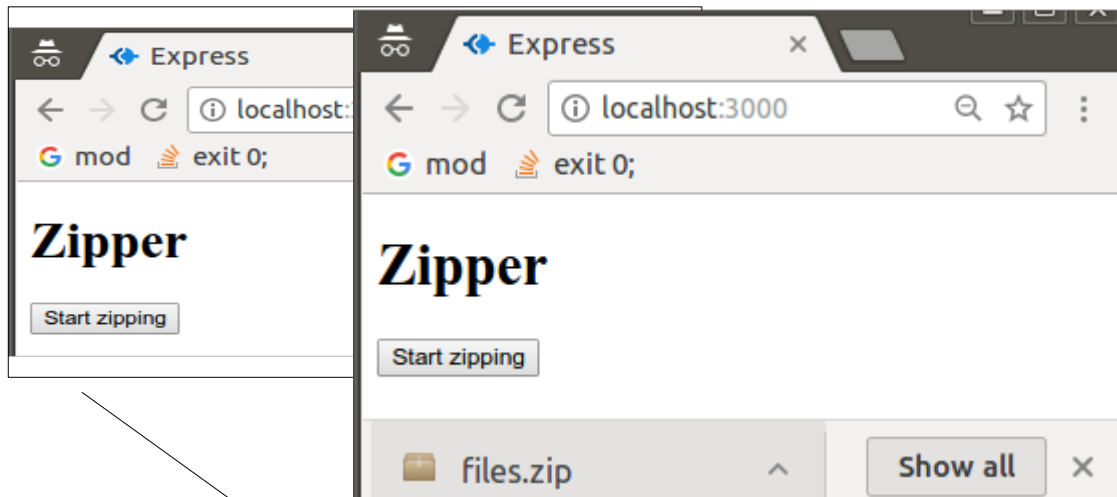 Express
localhost:
mod exit 0;
Zipper
Start zipping
Express
localhost:3000
mod exit 0;
Zipper
Start zipping
files.zip
Show all